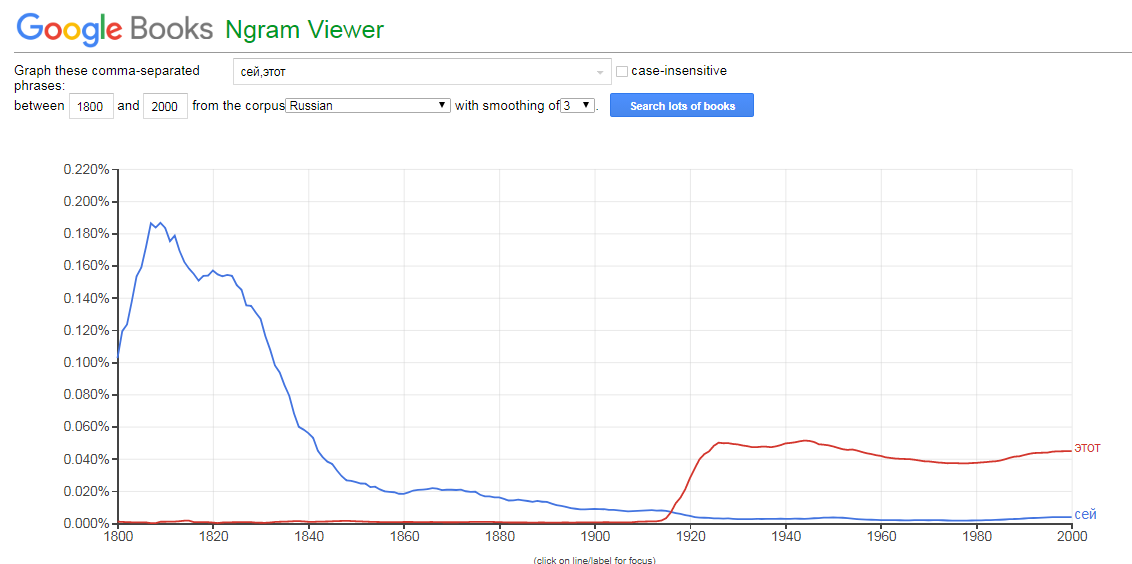 Google Books Ngram Viewer
Graph these comma-separated phrases:
сей,этот
case-insensitive
between 1800 and 2000 from the corpus Russian with smoothing of 3 .
Search lots of books
0.220%
0.200%
0.180%
0.160%
0.140%
0.120%
0.100%
0.080%
0.060%
0.040%
0.020%
0.000%
этот
сей
1800 1820 1840 1860 1880 1900 1920 1940 1960 1980 2000
(click on line/label for focus)